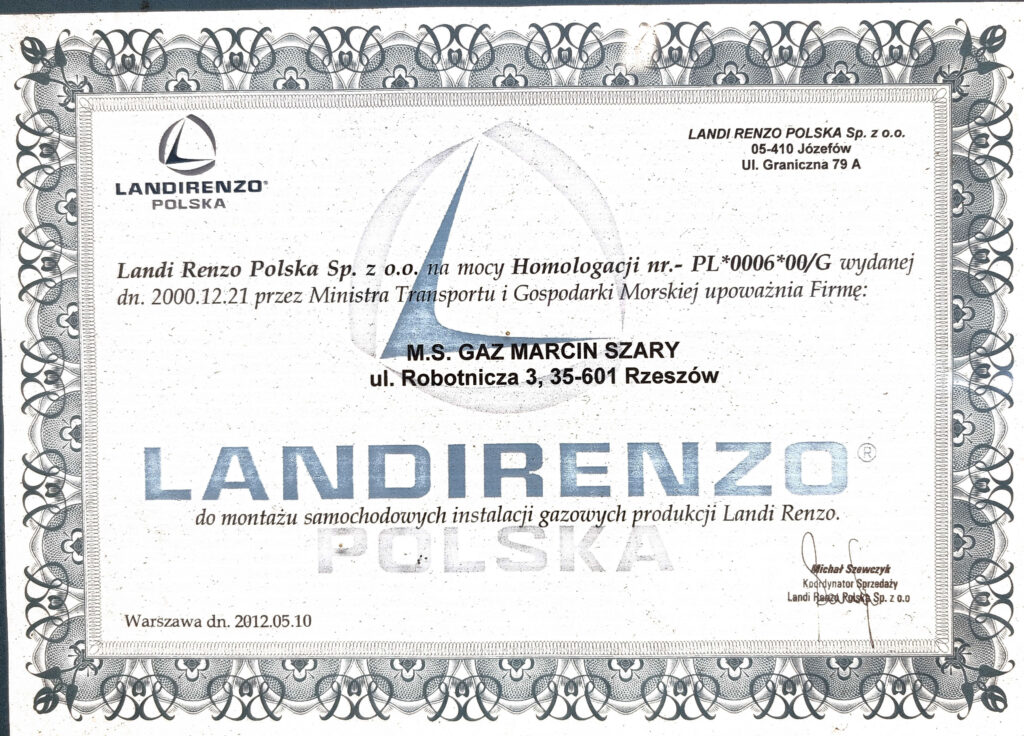 LANDIRENZO®
POLSKA
LANDI RENZO POLSKA Sp. z o.o.
05-410 Józefów
Ul. Graniczna 79 A
Landi Renzo Polska Sp. z o.o. na mocy Homologacji nr.- PL*0006*00/G wydanej
dn. 2000.12.21 przez Ministra Transportu i Gospodarki Morskiej upoważnia Firmę:
M.S. GAZ MARCIN SZARY
ul. Robotnicza 3, 35-601 Rzeszów
LANDIRENZO®
do montażu samochodowych instalacji gazowych produkcji Landi Renzo.
POLSKA
Michał Szewczyk
Koordynator Sprzedaży
Landi Renzo Polska Sp. z o.o
Warszawa dn. 2012.05.10